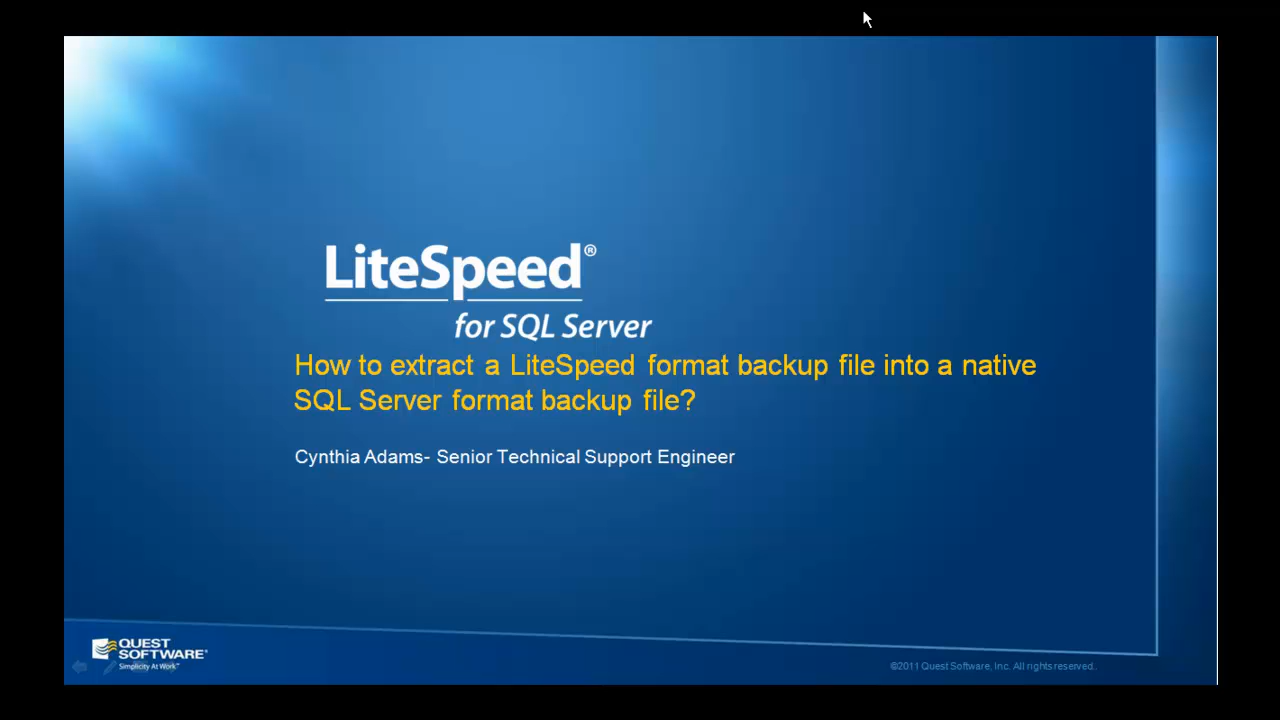 LiteSpeed®
for SQL Server
How to extract a LiteSpeed format backup file into a native
SQL Server format backup file?
Cynthia Adams- Senior Technical Support Engineer
QUEST
SOFTWARE®
Simplicity At Work™
©2011 Quest Software, Inc. All rights reserved..